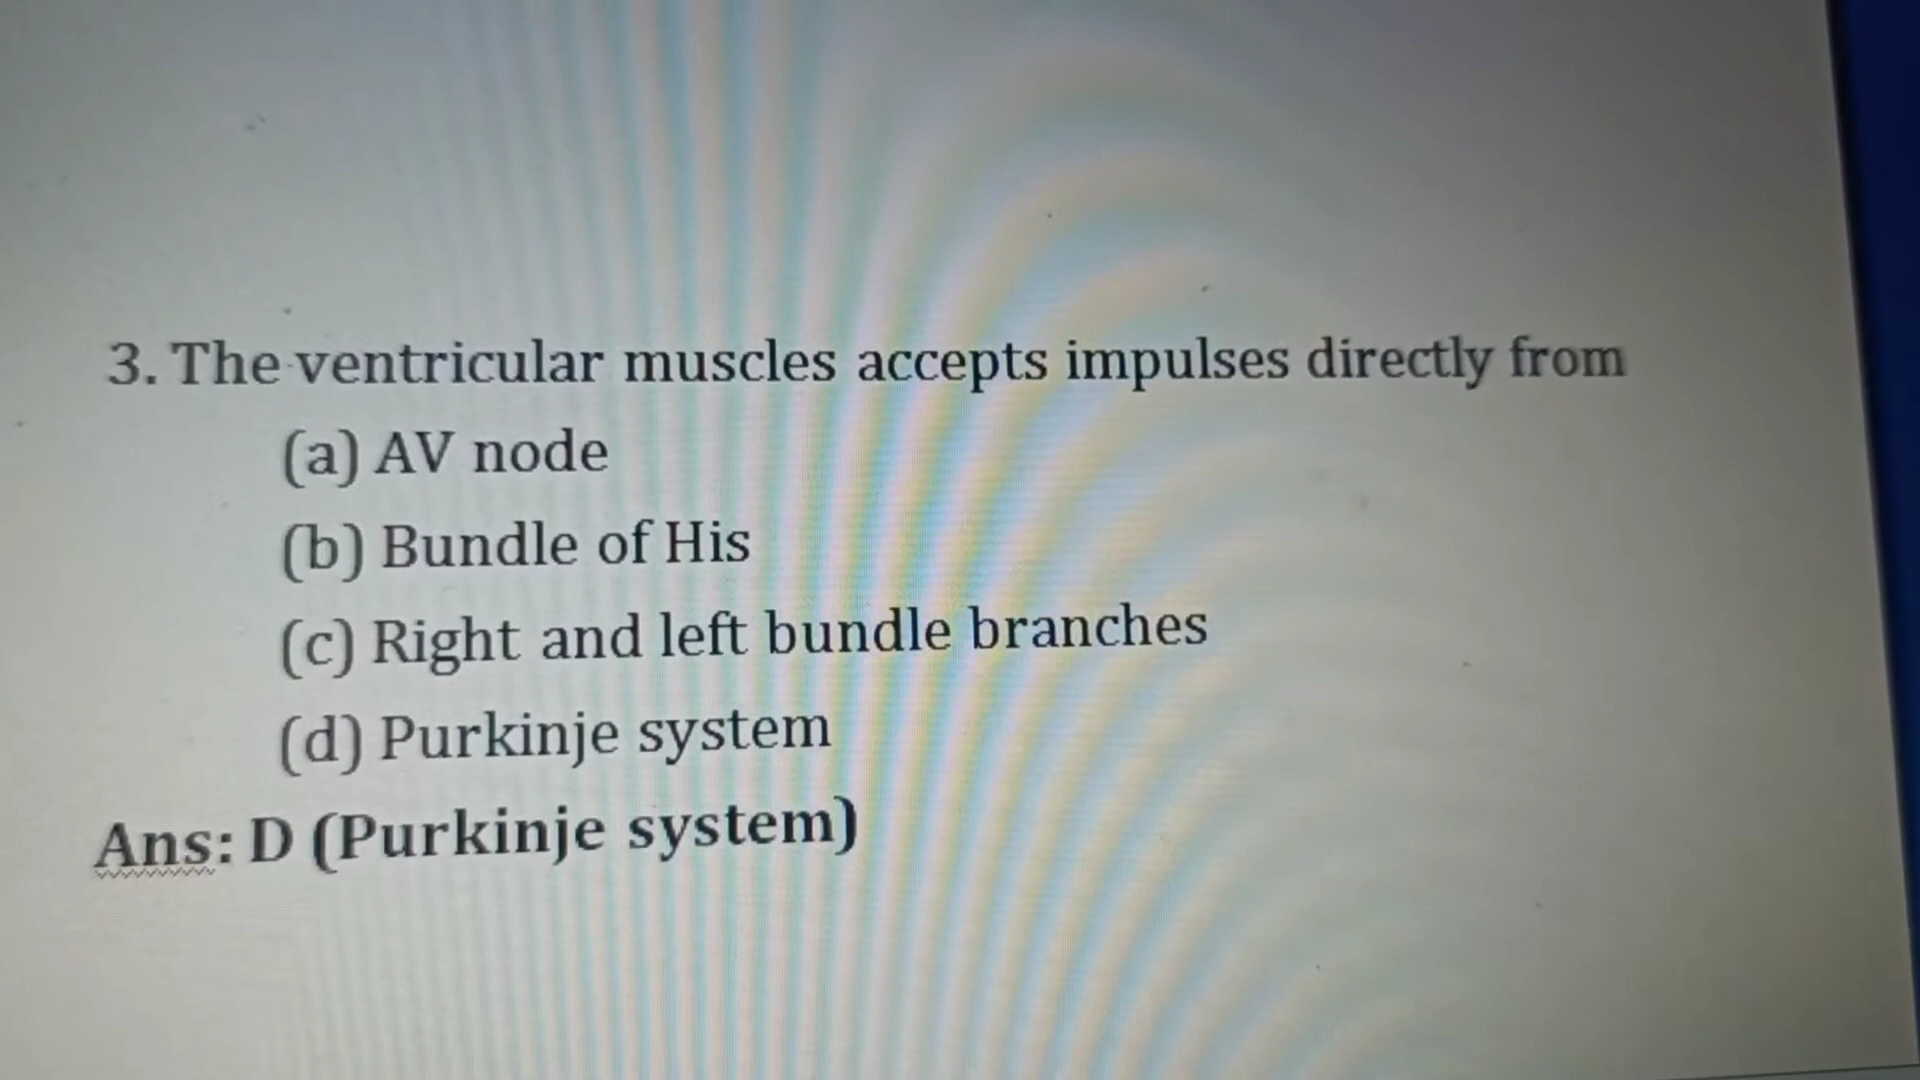 3. The ventricular muscles accepts impulses directly from
(a) AV node
(b) Bundle of His
(c) Right and left bundle branches
(d) Purkinje system
Ans: D (Purkinje system)